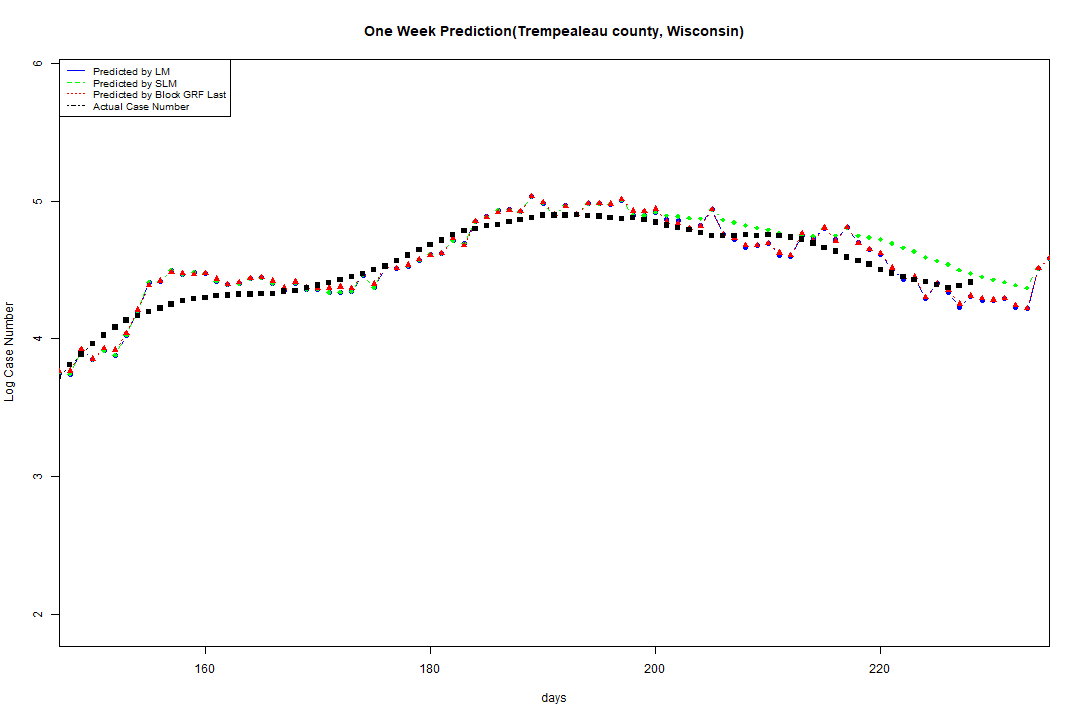 One Week Prediction(Trempealeau county, Wisconsin)
Predicted by LM
Predicted by SLM
Predicted by Block GRF Last
Actual Case Number
6
5
4
3
2
Log Case Number
160
180
200
220
days